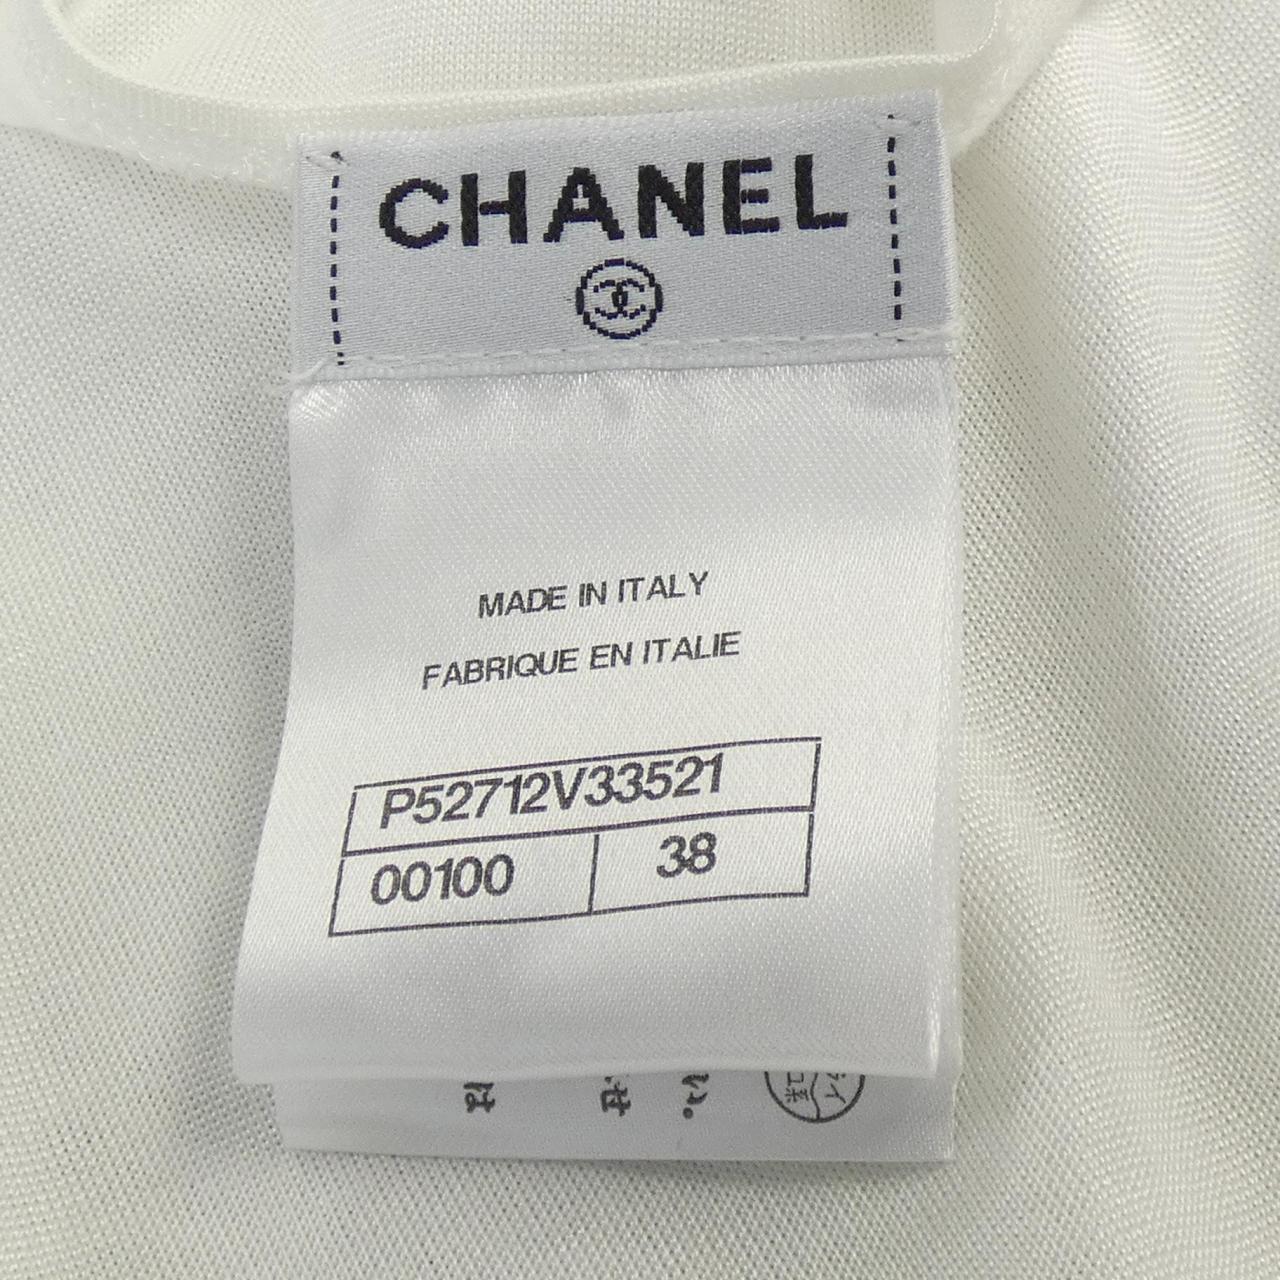 CHANEL
MADE IN ITALY
FABRIQUE EN ITALIE
P52712V33521
00100 38